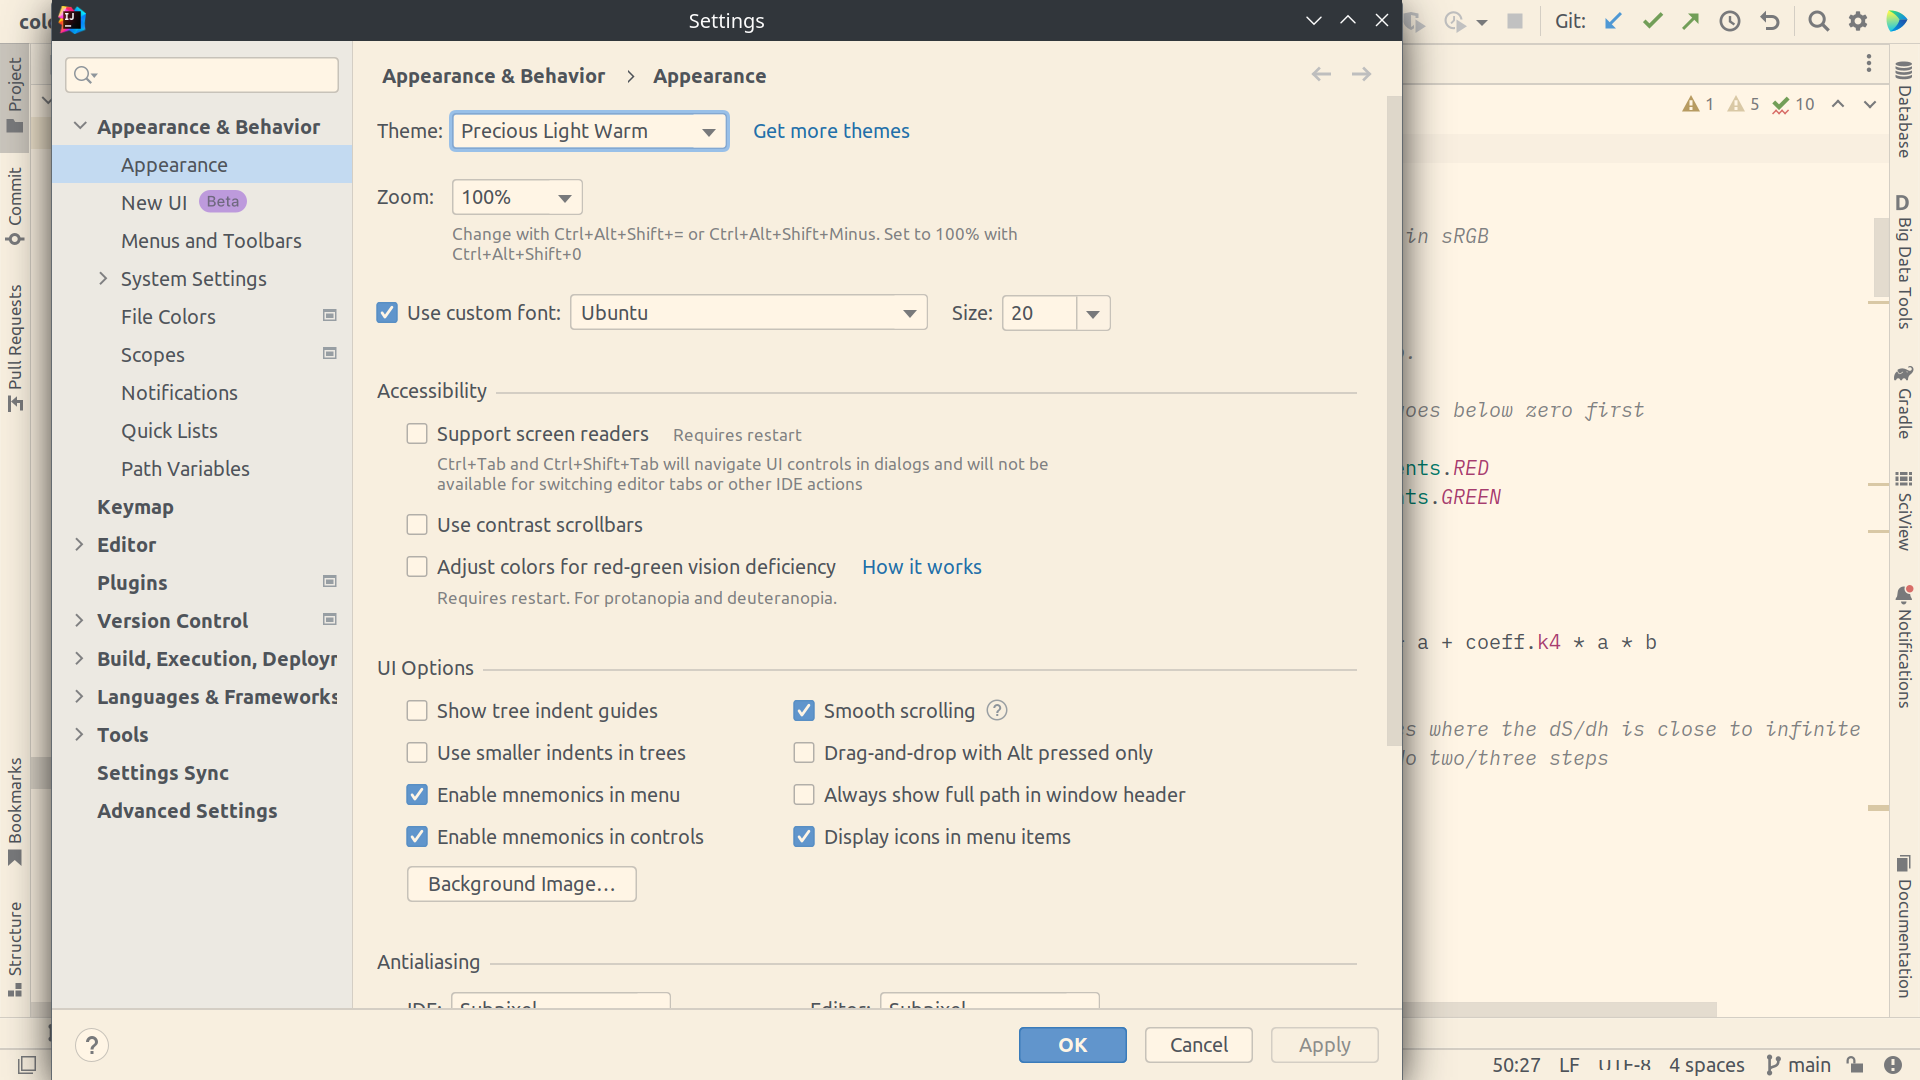 Settings
Git:
Appearance & Behavior
Appearance
New UI Beta
Menus and Toolbars
System Settings
File Colors
Scopes
Notifications
Quick Lists
Path Variables
Keymap
Editor
Plugins
Version Control
Build, Execution,
Languages & Frameworks
Tools
Settings Sync
Advanced Settings
Appearance & Behavior › Appearance
Theme: Precious Light Warm Get more themes
Zoom: 100%
Change with Ctrl+Alt+Shift+= or Ctrl+Alt+Shift+Minus. Set to 100% with
Ctrl+Alt+Shift+0
Use custom font: Ubuntu Size: 20
Accessibility
Support screen readers Requires restart
Ctrl+Tab and Ctrl+Shift+Tab will navigate UI controls in dialogs and will not be
available for switching editor tabs or other IDE actions
Use contrast scrollbars
Adjust colors for red-green vision deficiency How it works
Requires restart. For protanopia and deuteranopia.
UI Options
Show tree indent guides
Smooth scrolling ?
Use smaller indents in trees
Drag-and-drop with Alt pressed only
Enable mnemonics in menu
Always show full path in window header
Enable mnemonics in controls
Display icons in menu items
Background Image...
Antialiasing
? OK Cancel Apply
Project
Commit
Pull Requests
Bookmarks
Structure
1 5 10
in sRGB
below zero first
.RED
.GREEN
a + coeff.k4 * a * b
where the dS/dh is close to infinite
two/three steps
Database
D Big Data Tools
Gradle
SciView
Notifications
Documentation
50:27 LF UTF-8 4 spaces main